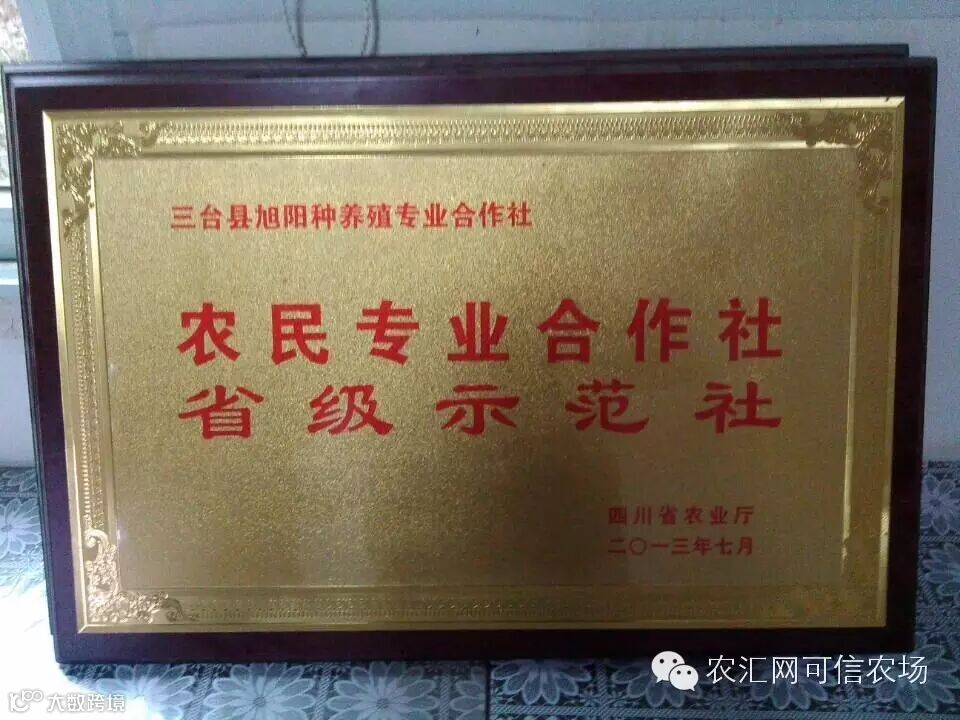 三台县旭阳种养殖专业合作社
农民专业合作社
省级示范社
四川省农业厅
二〇一三年七月
农汇网可信农场
大数跨境